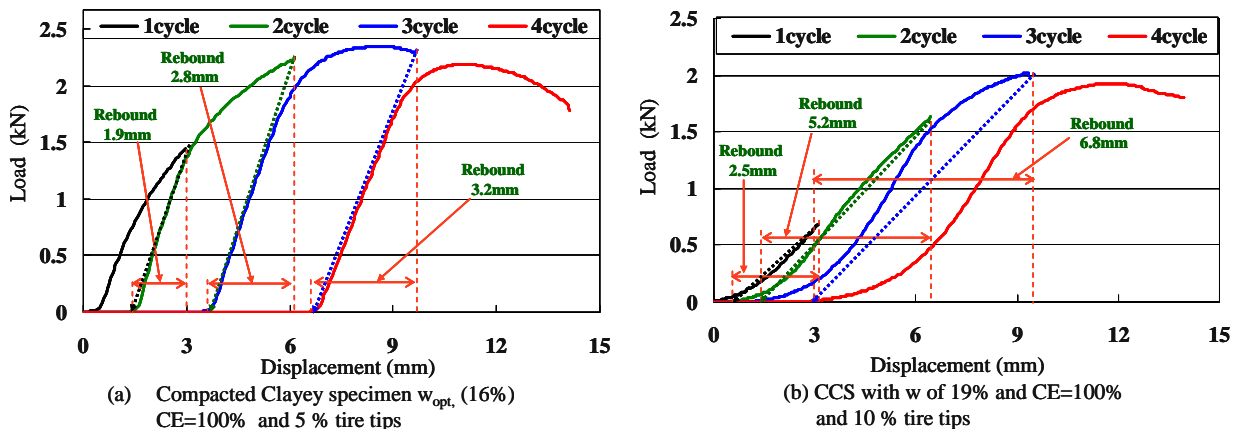 2.5
2
1.5
1
0.5
0
Load (kN)
1cycle 2cycle 3cycle 4cycle
Rebound
2.8mm
Rebound
1.9mm
Rebound
3.2mm
0 3 6 9 12 15
Displacement (mm)
(a) Compacted Clayey specimen wopt, (16%)
CE=100% and 5 % tire tips
2.5
2
1.5
1
0.5
0
Load (kN)
1cycle 2cycle 3cycle 4cycle
Rebound
5.2mm
Rebound
2.5mm
Rebound
6.8mm
0 3 6 9 12 15
Displacement (mm)
(b) CCS with w of 19% and CE=100%
and 10 % tire tips